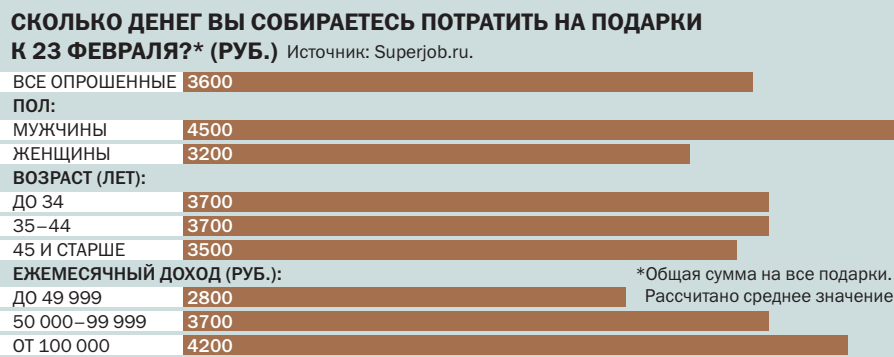 СКОЛЬКО ДЕНЕГ ВЫ СОБИРАЕТЕСЬ ПОТРАТИТЬ НА ПОДАРКИ
К 23 ФЕВРАЛЯ?* (РУБ.) Источник: Superjob.ru.
ВСЕ ОПРОШЕННЫЕ 3600
ПОЛ:
МУЖЧИНЫ 4500
ЖЕНЩИНЫ 3200
ВОЗРАСТ (ЛЕТ):
ДО 34 3700
35–44 3700
45 И СТАРШЕ 3500
ЕЖЕМЕСЯЧНЫЙ ДОХОД (РУБ.):
*Общая сумма на все подарки.
Рассчитано среднее значение
ДО 49 999 2800
50 000–99 999 3700
ОТ 100 000 4200